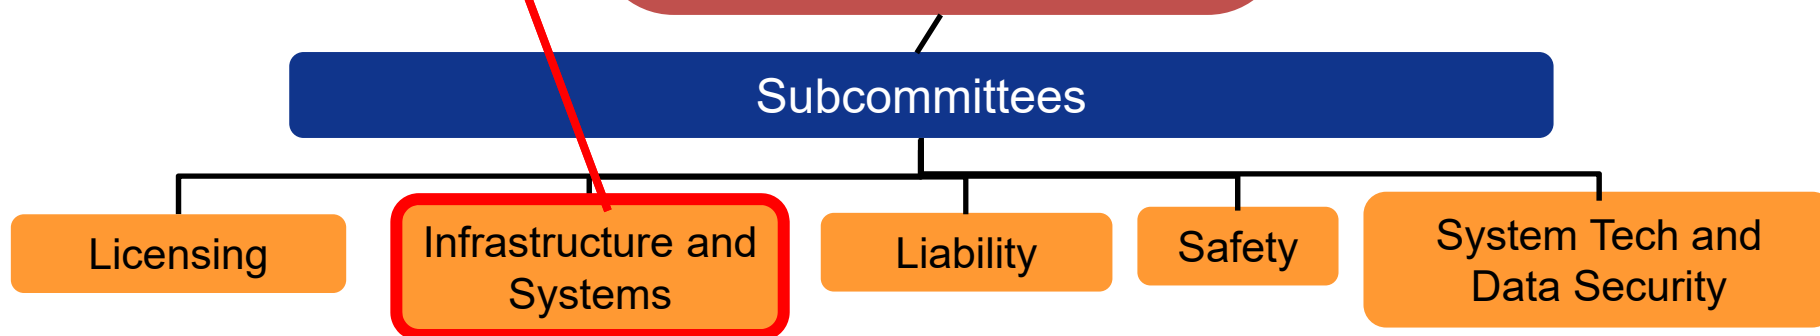 Subcommittees
Licensing
Infrastructure and
Systems
Liability
Safety
System Tech and
Data Security